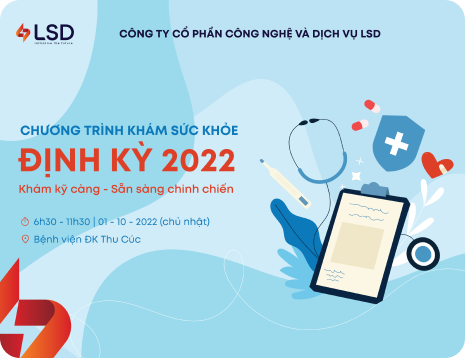 LSD
CÔNG TY CỔ PHẦN CÔNG NGHỆ VÀ DỊCH VỤ LSD
CHƯƠNG TRÌNH KHÁM SỨC KHỎE
ĐỊNH KỲ 2022
Khám kỹ càng - Sẵn sàng chinh chiến
6h30 - 11h30 | 01 - 10 - 2022 (chủ nhật)
Bệnh viện ĐK Thu Cúc